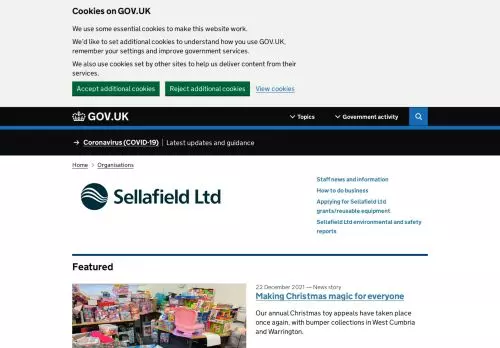 Cookies on GOV.UK
We use some essential cookies to make this website work.
We'd like to set additional cookies to understand how you use GOV.UK,
remember your settings and improve government services.
We also use cookies set by other sites to help us deliver content from their
services.
Accept additional cookies
Reject additional cookies
View cookies
GOV.UK
Topics
Government activity
→ Coronavirus (COVID-19) | Latest updates and guidance
Home > Organisations
Sellafield Ltd
Staff news and information
How to do business
Applying for Sellafield Ltd
grants/reusable equipment
Sellafield Ltd environmental and safety
reports
Featured
22 December 2021 — News story
Making Christmas magic for everyone
Our annual Christmas toy appeals have taken place
once again, with bumper collections in West Cumbria
and Warrington.